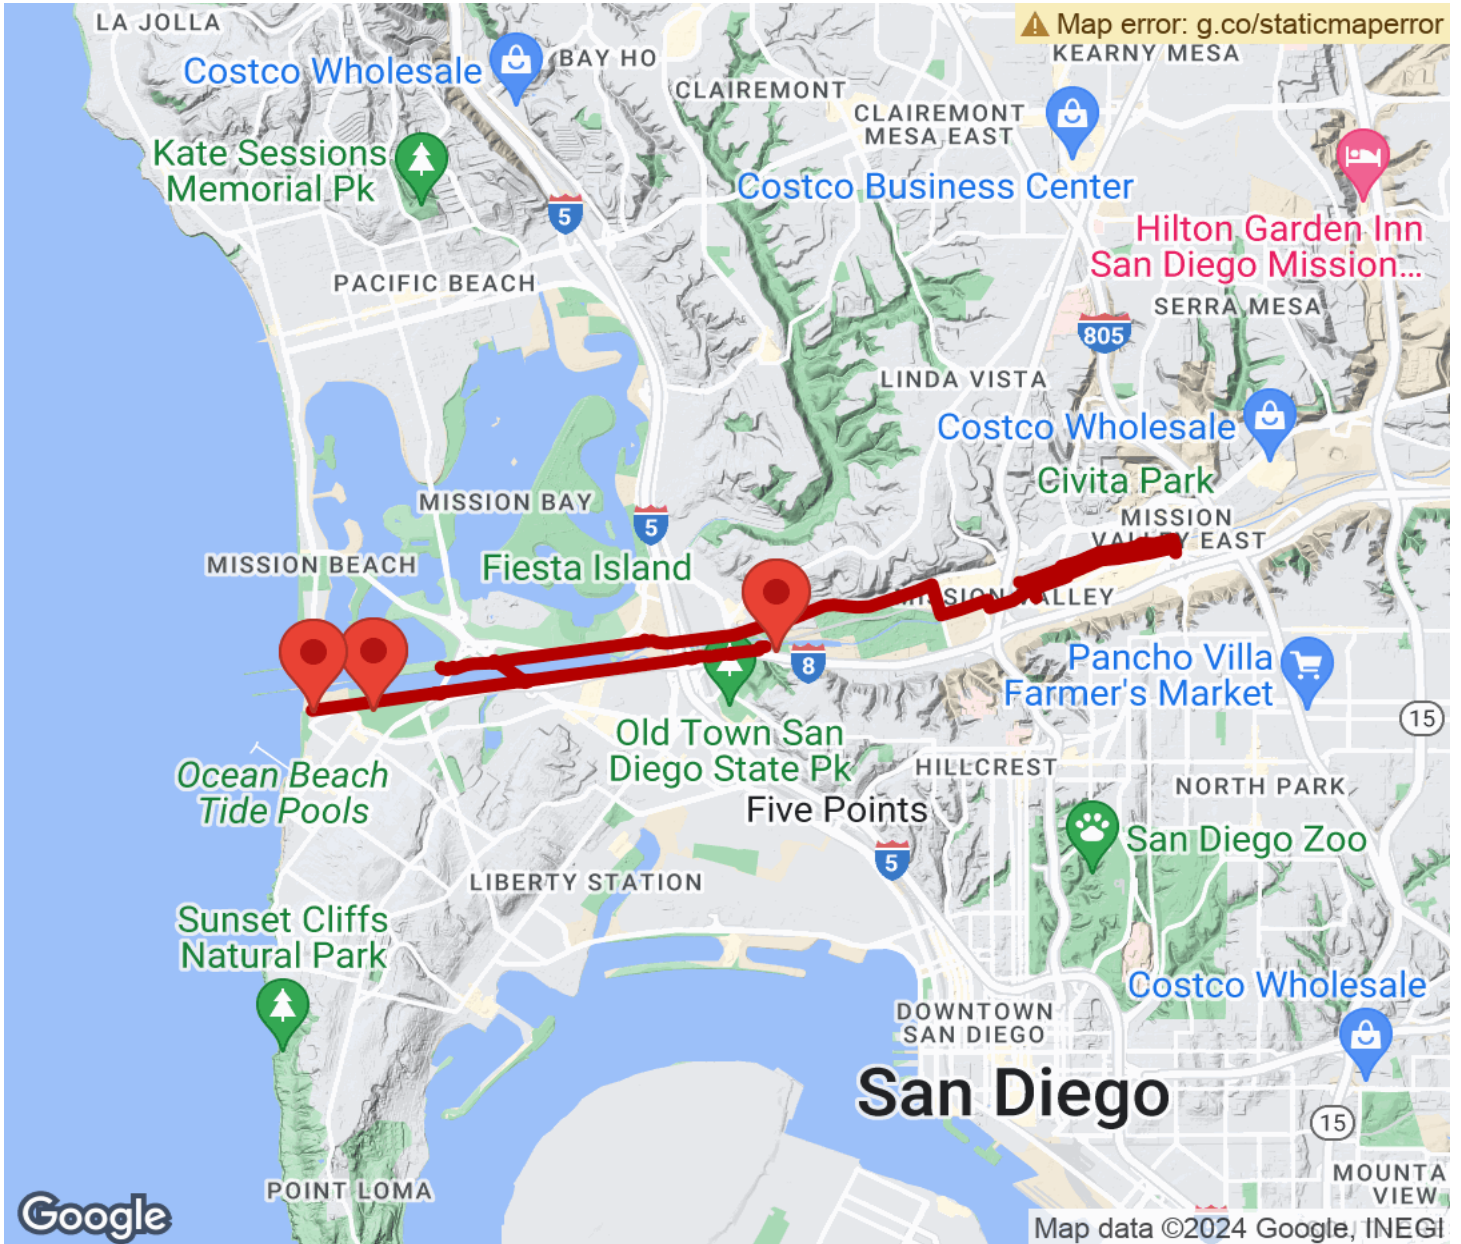 LA JOLLA
Map error: g.co/staticmaperror
KEARNY MESA
BAY HO
Costco Wholesale
CLAIREMONT
CLAIREMONT
MESA EAST
Kate Sessions
Memorial Pk
Costco Business Center
5
Hilton Garden Inn
San Diego Mission...
PACIFIC BEACH
SERRA MESA
805
LINDA VISTA
Costco Wholesale
Civita Park
MISSION BAY
MISSION
VALLEY EAST
5
MISSION BEACH
Fiesta Island
MISSION VALLEY
8
Pancho Villa
Farmer's Market
15
Old Town San
Diego State Pk
Ocean Beach
Tide Pools
HILLCREST
NORTH PARK
Five Points
San Diego Zoo
5
LIBERTY STATION
Sunset Cliffs
Natural Park
Costco Wholesale
DOWNTOWN
SAN DIEGO
San Diego
15
POINT LOMA
MOUNTA
VIEW
Google
Map data ©2024 Google, INEGI